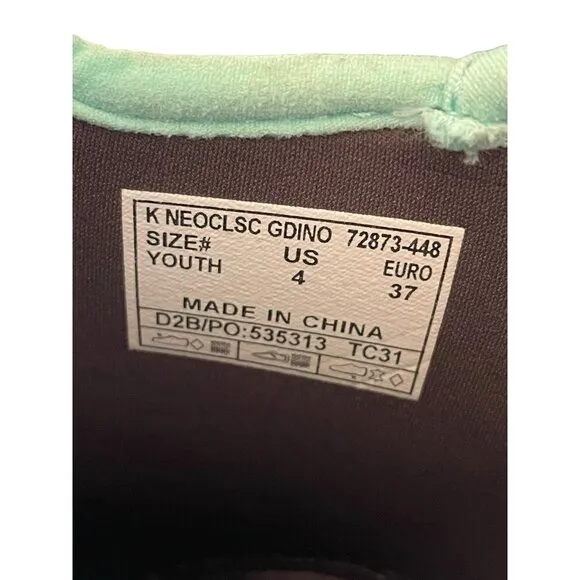 K NEOCLSC GDINO 72873-448
SIZE# US EURO
YOUTH 4 37
MADE IN CHINA
D2B/PO:535313 TC31